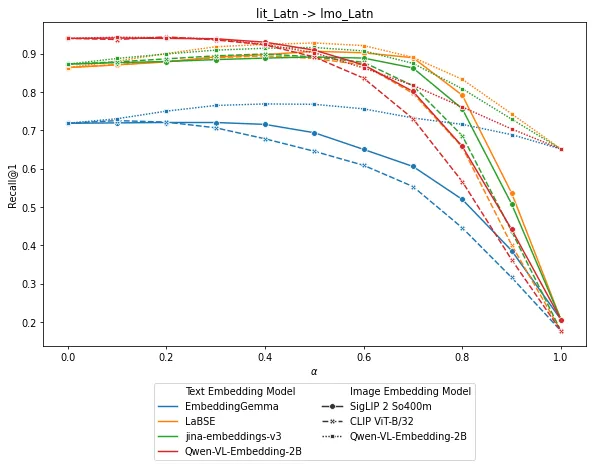 lit_Latn -> lmo_Latn
Recall@1
0.9
0.8
0.7
0.6
0.5
0.4
0.3
0.2
0.0
0.2
0.4
0.6
0.8
1.0
α
Text Embedding Model
EmbeddingGemma
LaBSE
jina-embeddings-v3
Qwen-VL-Embedding-2B
Image Embedding Model
SigLIP 2 So400m
CLIP ViT-B/32
Qwen-VL-Embedding-2B